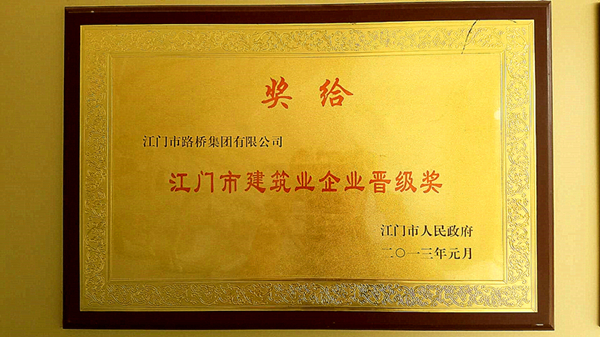 奖给
江门市路桥集团有限公司
江门市建筑业企业晋级奖
江门市人民政府
二〇一三年元月